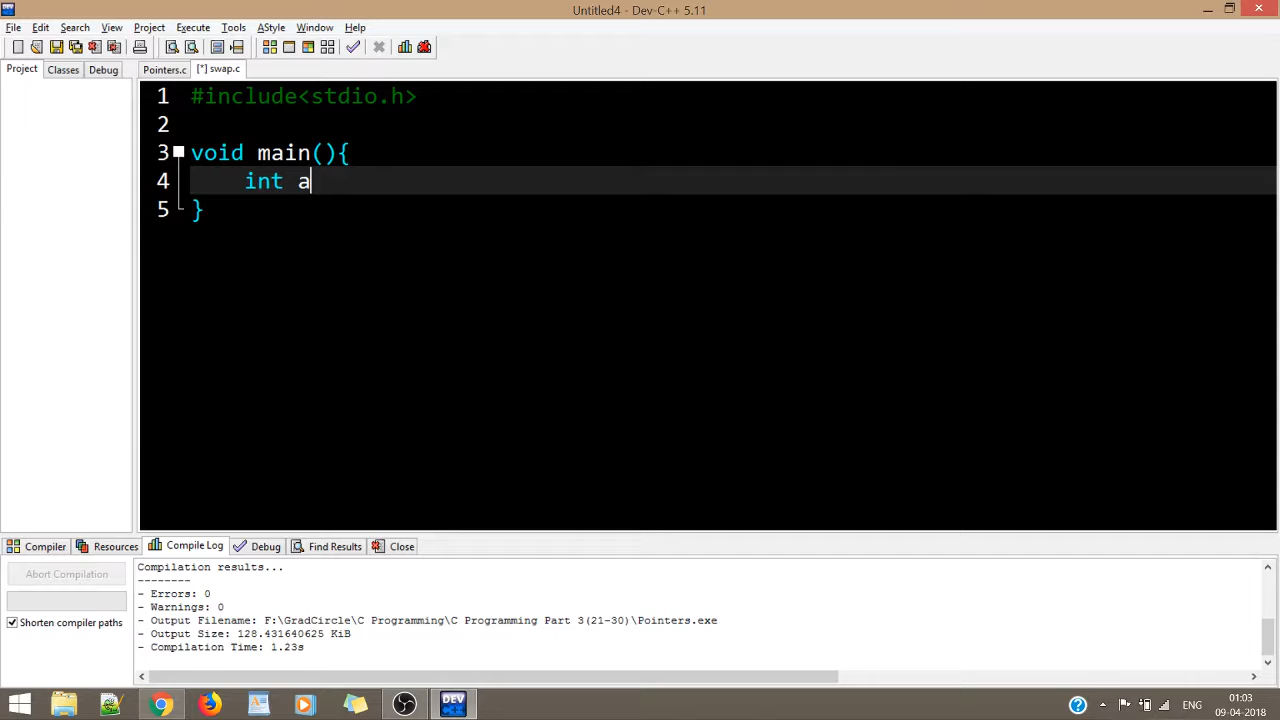 Untitled4 - Dev-C++ 5.11
File Edit Search View Project Execute Tools AStyle Window Help
Project Classes Debug Pointers.c [*] swap.c
1 #include<stdio.h>
2
3 void main(){
4 int a
5 }
Compiler Resources Compile Log Debug Find Results Close
Abort Compilation
Shorten compiler paths
Compilation results...
--------
- Errors: 0
- Warnings: 0
- Output Filename: F:\GradCircle\C Programming\C Programming Part 3(21-30)\Pointers.exe
- Output Size: 128.431640625 KiB
- Compilation Time: 1.23s
DEV
ENG
01:03
09-04-2018